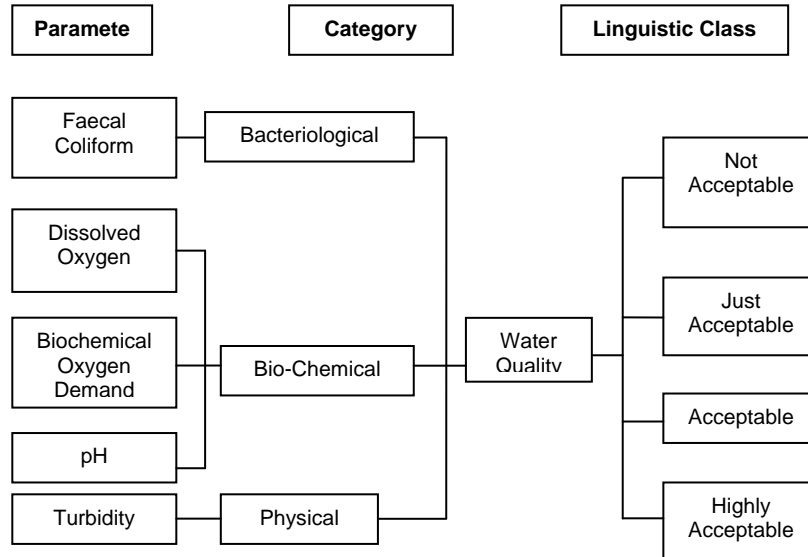 Paramete
Category
Linguistic Class
Faecal
Coliform
Bacteriological
Dissolved
Oxygen
Biochemical
Oxygen
Demand
Bio-Chemical
pH
Turbidity
Physical
Water
Quality
Not
Acceptable
Just
Acceptable
Acceptable
Highly
Acceptable